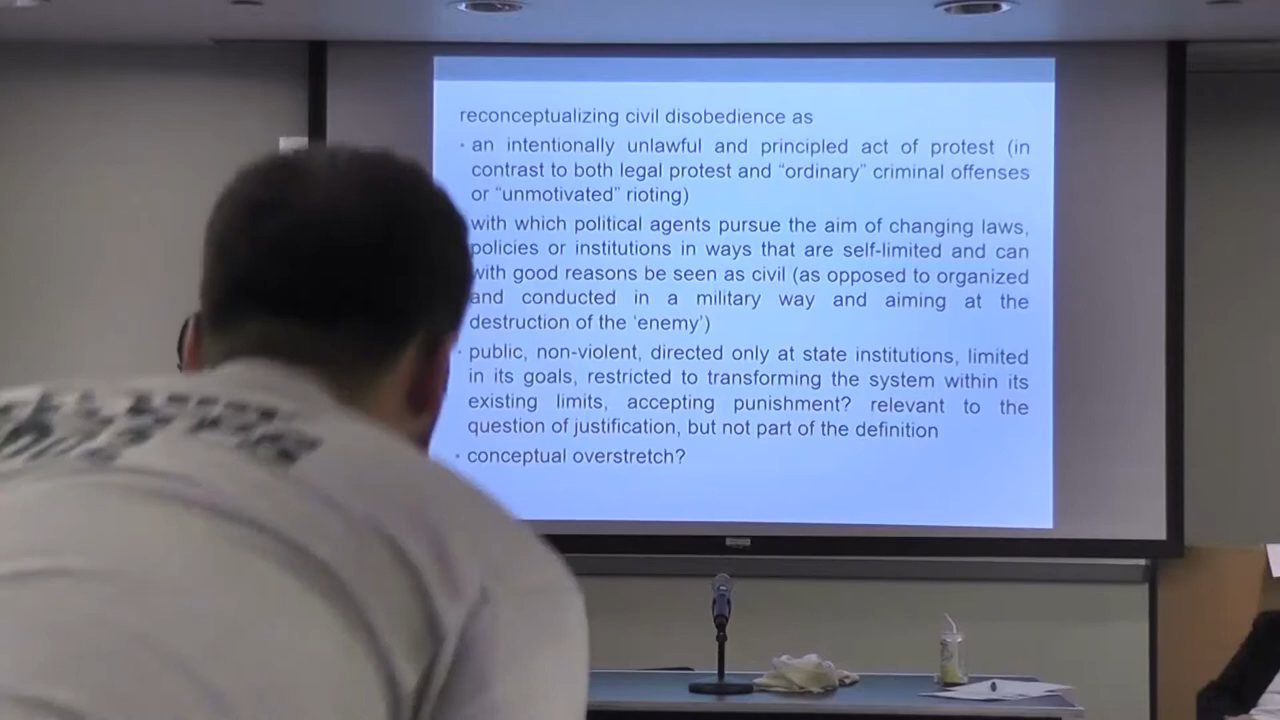 reconceptualizing civil disobedience as
· an intentionally unlawful and principled act of protest (in
contrast to both legal protest and “ordinary” criminal offenses
or “unmotivated” rioting)
with which political agents pursue the aim of changing laws,
policies or institutions in ways that are self-limited and can
with good reasons be seen as civil (as opposed to organized
and conducted in a military way and aiming at the
destruction of the ‘enemy’)
· public, non-violent, directed only at state institutions, limited
in its goals, restricted to transforming the system within its
existing limits, accepting punishment? relevant to the
question of justification, but not part of the definition
· conceptual overstretch?